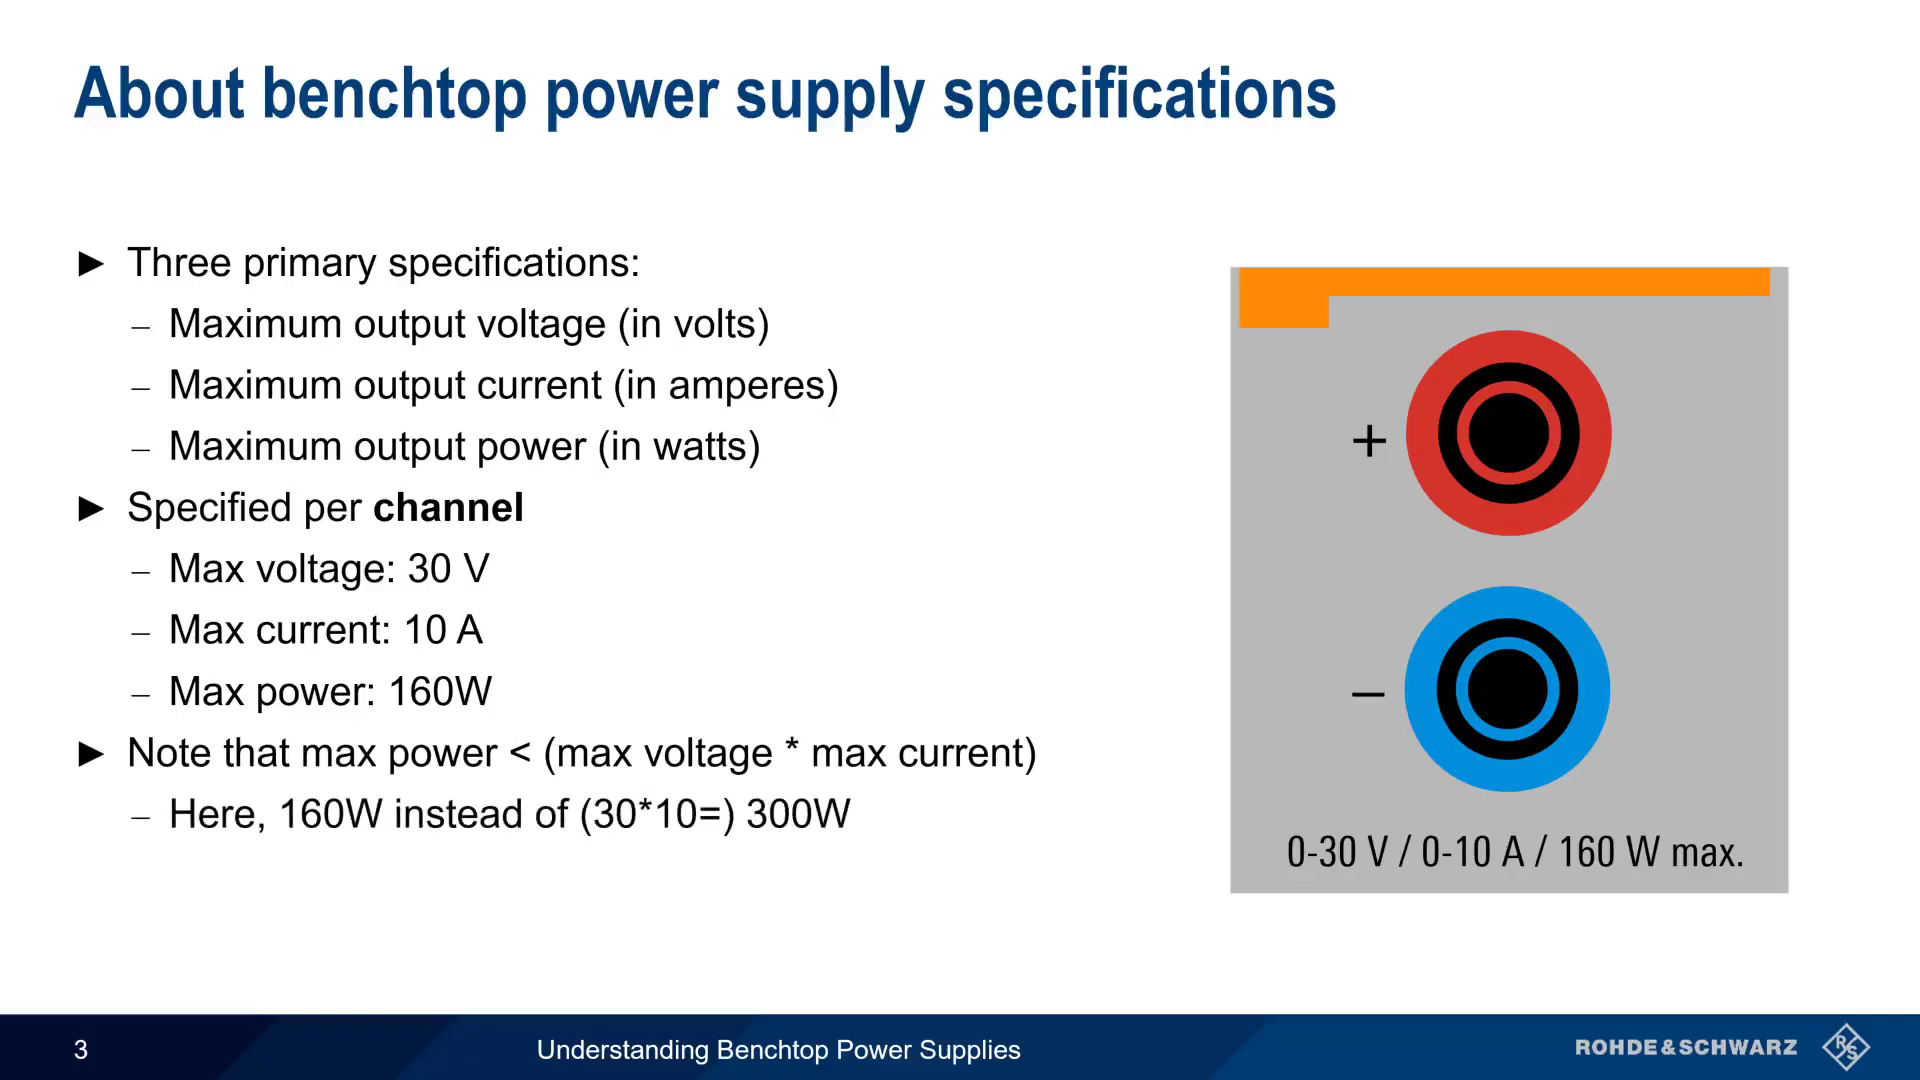 About benchtop power supply specifications
► Three primary specifications:
– Maximum output voltage (in volts)
– Maximum output current (in amperes)
– Maximum output power (in watts)
► Specified per channel
– Max voltage: 30 V
– Max current: 10 A
– Max power: 160W
► Note that max power < (max voltage * max current)
– Here, 160W instead of (30*10=) 300W
+
–
0-30 V / 0-10 A / 160 W max.
3
Understanding Benchtop Power Supplies
ROHDE&SCHWARZ
R&S